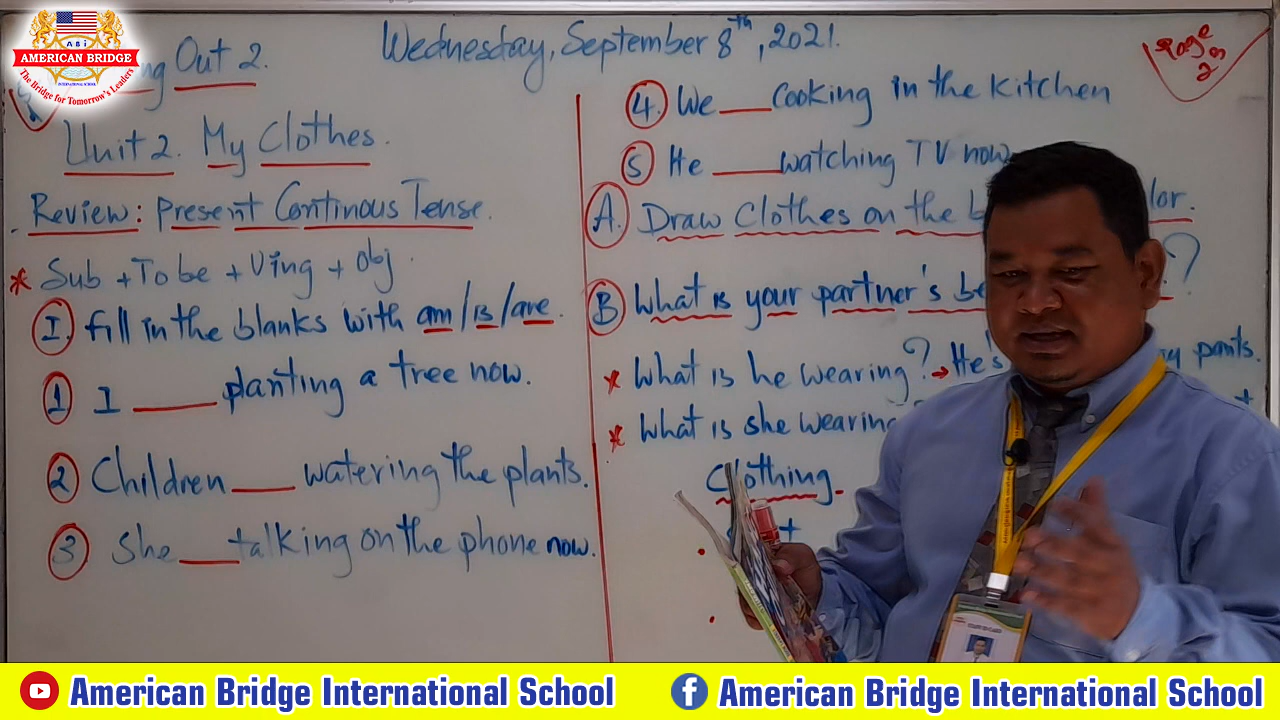 ABi
AMERICAN BRIDGE
INTERNATIONAL SCHOOL
The Bridge for Tomorrow's Leaders
Out 2.
Wednesday, September 8th, 2021.
Page
Unit 2. My Clothes.
Review: Present Continous Tense.
* Sub + To be + Ving + Obj.
I. Fill in the blanks with am/is/are.
1 I ___ planting a tree now.
2 Children ___ watering the plants.
3 She ___ talking on the phone now.
4. We ___ Cooking in the Kitchen
5 He ___ watching TV now
A. Draw Clothes on the
B What is your partner's ?
* What is he wearing? → He's pants.
* What is she wearing
Clothing
American Bridge International School
American Bridge International School